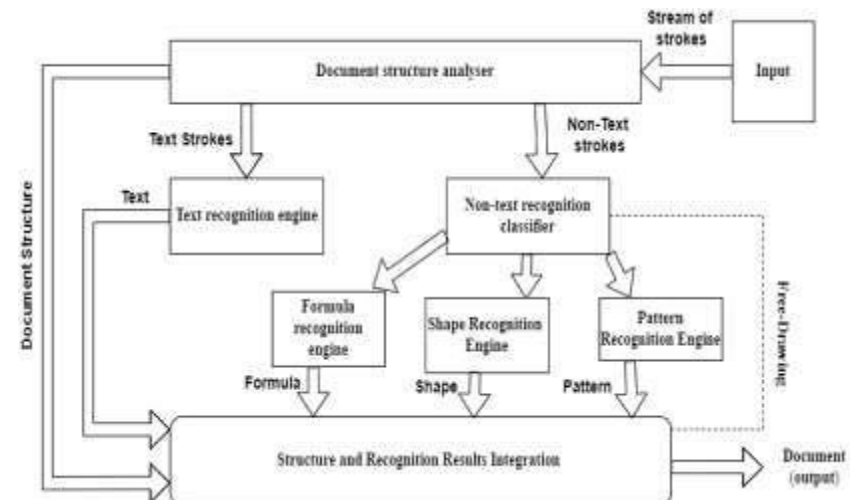 Stream of
strokes
Document structure analyser
Input
Text Strokes
Non-Text
strokes
Text
Text recognition engine
Non-text recognition
classifier
Document Structure
Formula
recognition
engine
Shape Recognition
Engine
Pattern
Recognition Engine
Free-Drawing
Formula
Shape
Pattern
Structure and Recognition Results Integration
Document
(output)